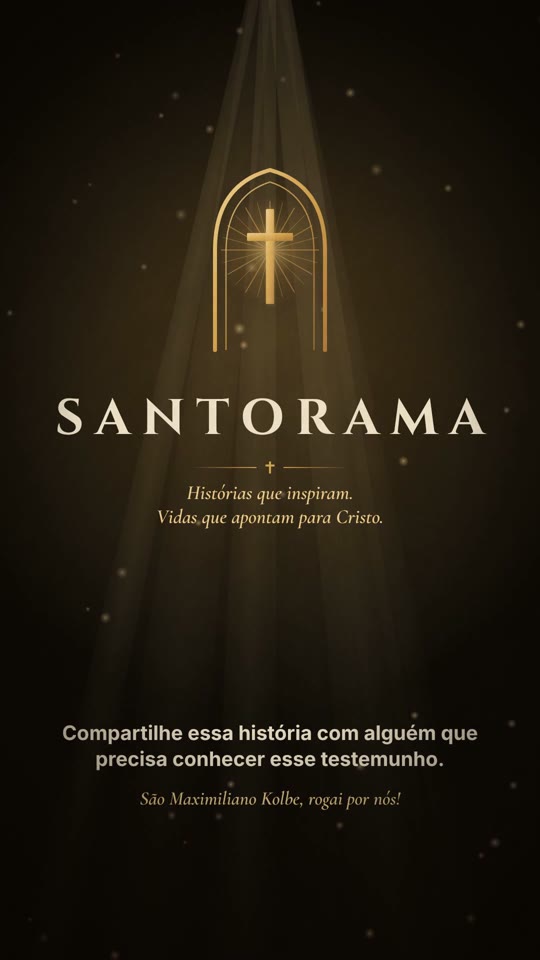 SANTORAMA
Histórias que inspiram.
Vidas que apontam para Cristo.
Compartilhe essa história com alguém que
precisa conhecer esse testemunho.
São Maximiliano Kolbe, rogai por nós!